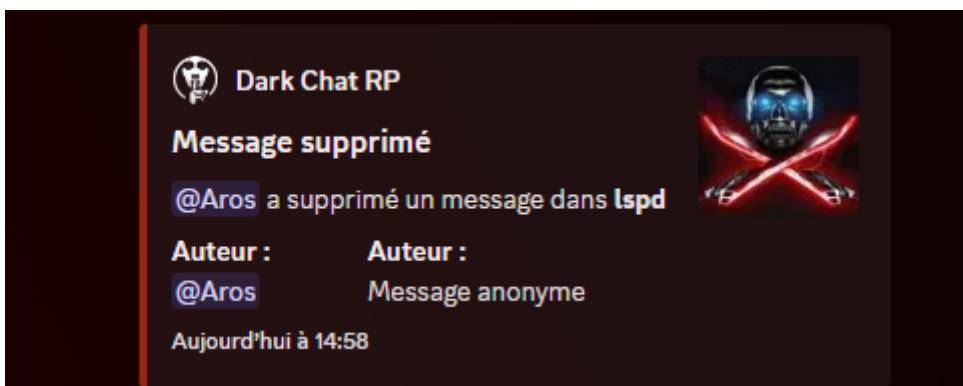 Dark Chat RP
Message supprimé
@Aros a supprimé un message dans lspd
Auteur : Auteur :
@Aros Message anonyme
Aujourd'hui à 14:58